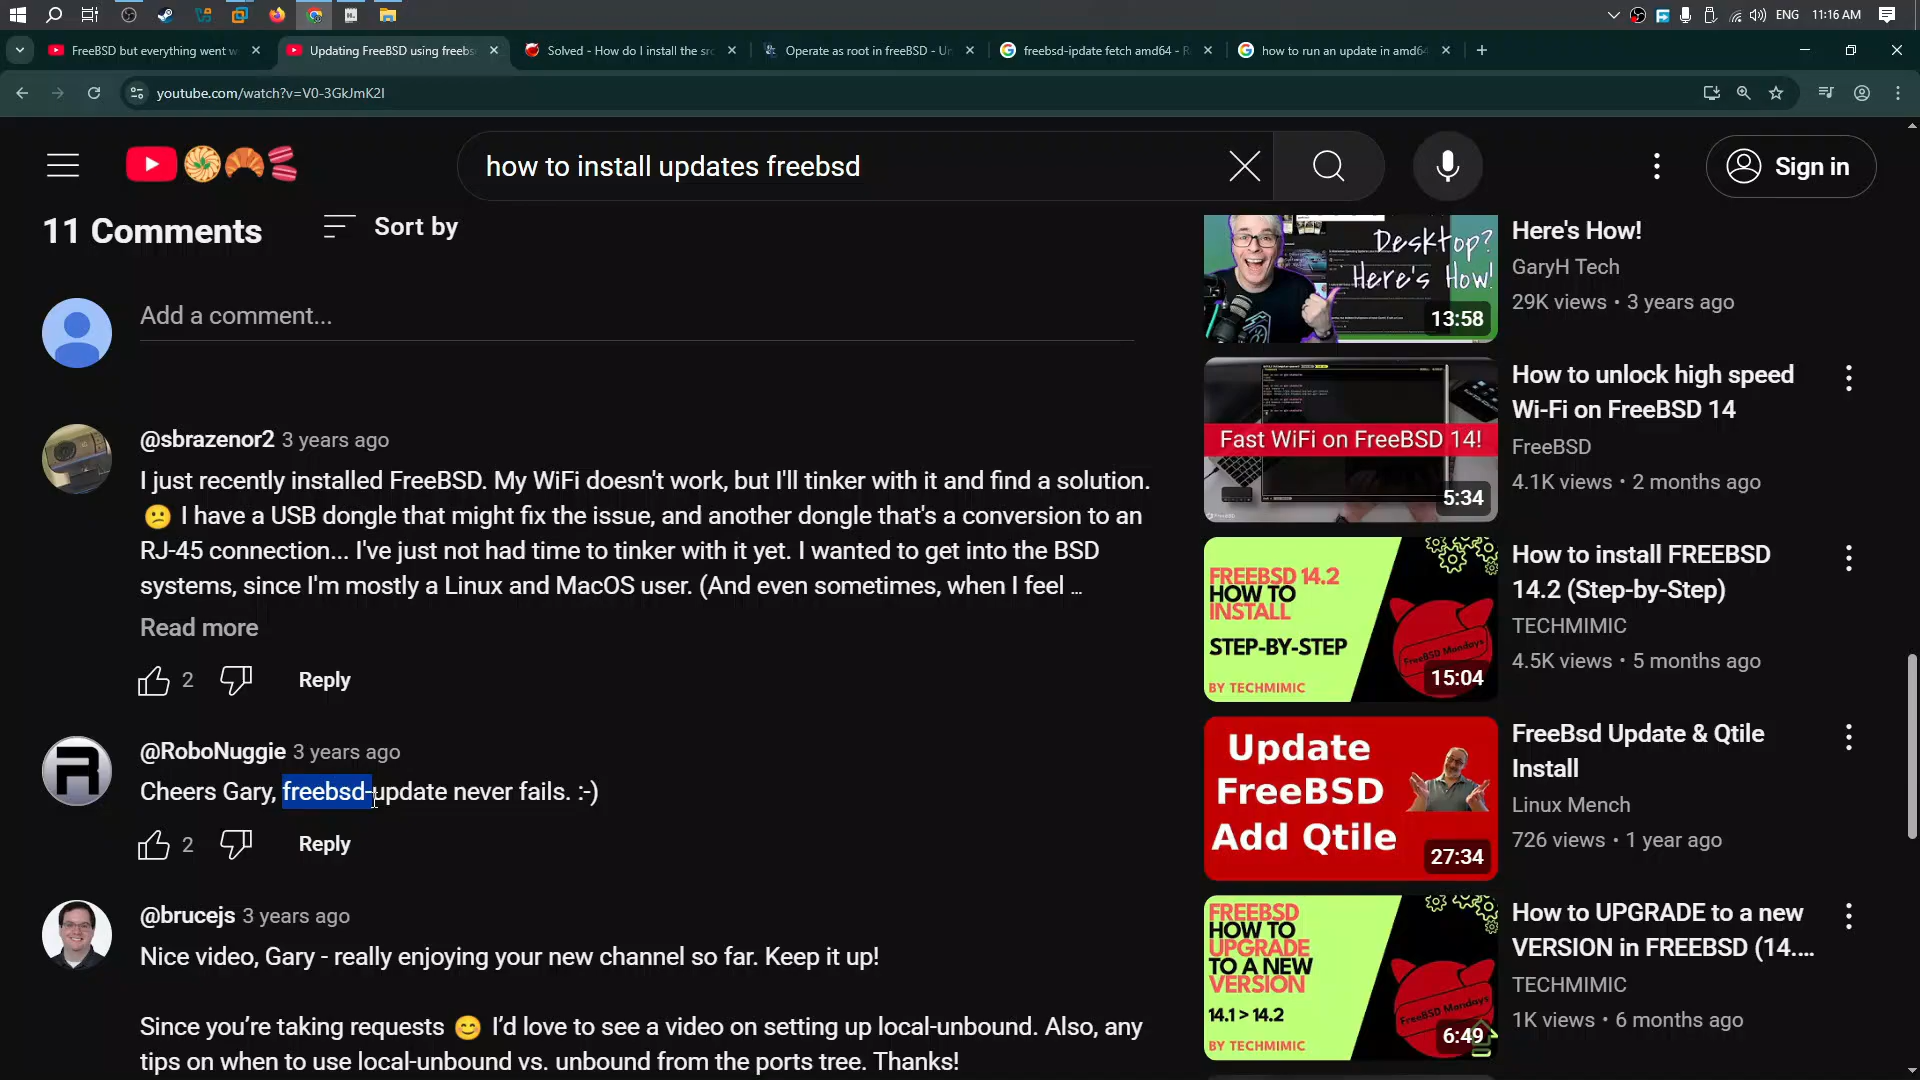 ENG 11:16 AM
FreeBSD but everything went w
Updating FreeBSD using freebs
Solved - How do I install the src
Operate as root in freeBSD - Un
freebsd-ipdate fetch amd64 - R
how to run an update in amd64
youtube.com/watch?v=V0-3GkJmK2I
how to install updates freebsd
Sign in
11 Comments
Sort by
Add a comment...
@sbrazenor2 3 years ago
I just recently installed FreeBSD. My WiFi doesn't work, but I'll tinker with it and find a solution.
😕 I have a USB dongle that might fix the issue, and another dongle that's a conversion to an
RJ-45 connection... I've just not had time to tinker with it yet. I wanted to get into the BSD
systems, since I'm mostly a Linux and MacOS user. (And even sometimes, when I feel ...
Read more
2
Reply
@RoboNuggie 3 years ago
Cheers Gary, freebsd-update never fails. :-)
2
Reply
@brucejs 3 years ago
Nice video, Gary - really enjoying your new channel so far. Keep it up!
Since you're taking requests 😊 I'd love to see a video on setting up local-unbound. Also, any
tips on when to use local-unbound vs. unbound from the ports tree. Thanks!
Desktop?
Here's How!
13:58
Here's How!
GaryH Tech
29K views • 3 years ago
Fast WiFi on FreeBSD 14!
5:34
How to unlock high speed
Wi-Fi on FreeBSD 14
FreeBSD
4.1K views • 2 months ago
FREEBSD 14.2
HOW TO
INSTALL
STEP-BY-STEP
BY TECHMIMIC
FreeBSD Mondays
15:04
How to install FREEBSD
14.2 (Step-by-Step)
TECHMIMIC
4.5K views • 5 months ago
Update
FreeBSD
Add Qtile
27:34
FreeBsd Update & Qtile
Install
Linux Mench
726 views • 1 year ago
FREEBSD
HOW TO
UPGRADE
TO A NEW
VERSION
14.1 > 14.2
BY TECHMIMIC
FreeBSD Mondays
6:49
How to UPGRADE to a new
VERSION in FREEBSD (14....
TECHMIMIC
1K views • 6 months ago